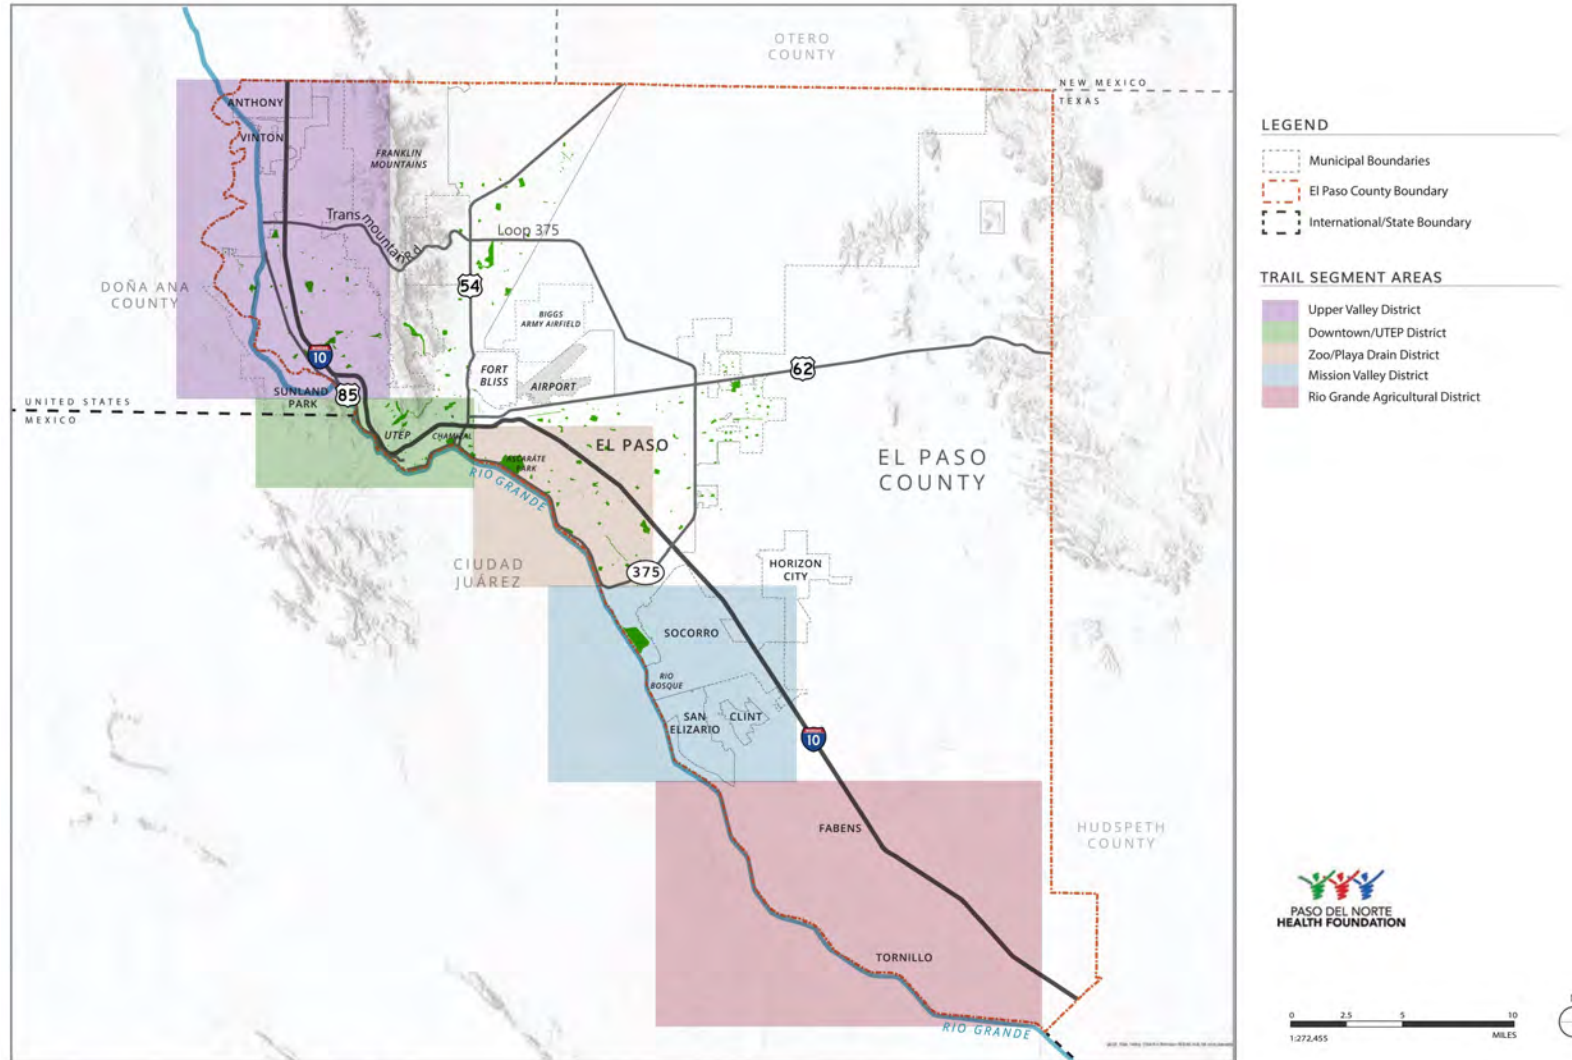 OTERO
COUNTY
NEW MEXICO
TEXAS
ANTHONY
VINTON
FRANKLIN
MOUNTAINS
Transmountain Rd
Loop 375
54
DOÑA ANA
COUNTY
BIGGS
ARMY AIRFIELD
10
FORT
BLISS
AIRPORT
62
85
SUNLAND
PARK
UNITED STATES
MEXICO
UTEP
CHAMIZAL
EL PASO
ASCARATE
PARK
RIO GRANDE
EL PASO
COUNTY
CIUDAD
JUÁREZ
375
HORIZON
CITY
SOCORRO
RIO
BOSQUE
SAN
ELIZARIO
CLINT
10
FABENS
HUDSPETH
COUNTY
TORNILLO
RIO GRANDE
LEGEND
Municipal Boundaries
El Paso County Boundary
International/State Boundary
TRAIL SEGMENT AREAS
Upper Valley District
Downtown/UTEP District
Zoo/Playa Drain District
Mission Valley District
Rio Grande Agricultural District
PASO DEL NORTE
HEALTH FOUNDATION
0 2.5 5 10
MILES
1:272,455